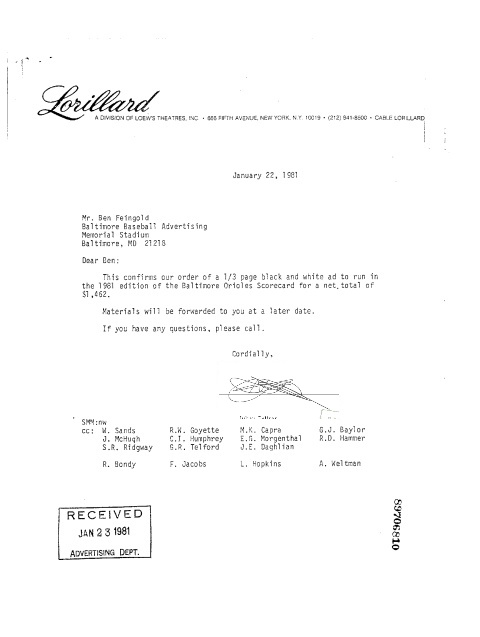 Lorillard
A DIVISION OF LOEW'S THEATRES, INC. • 666 FIFTH AVENUE, NEW YORK, N.Y. 10019 • (212) 841-8800 • CABLE LORILLARD
January 22, 1981
Mr. Ben Feingold
Baltimore Baseball Advertising
Memorial Stadium
Baltimore, MD 21218
Dear Ben:
This confirms our order of a 1/3 page black and white ad to run in
the 1981 edition of the Baltimore Orioles Scorecard for a net total of
$1,462.
Materials will be forwarded to you at a later date.
If you have any questions, please call.
Cordially,
SMM:nw
cc: W. Sands R.W. Goyette M.K. Capra G.J. Baylor
J. McHugh C.I. Humphrey E.G. Morgenthal R.D. Hammer
S.R. Ridgway G.R. Telford J.E. Daghlian
R. Bondy F. Jacobs L. Hopkins A. Weltman
RECEIVED
JAN 23 1981
ADVERTISING DEPT.
89706810